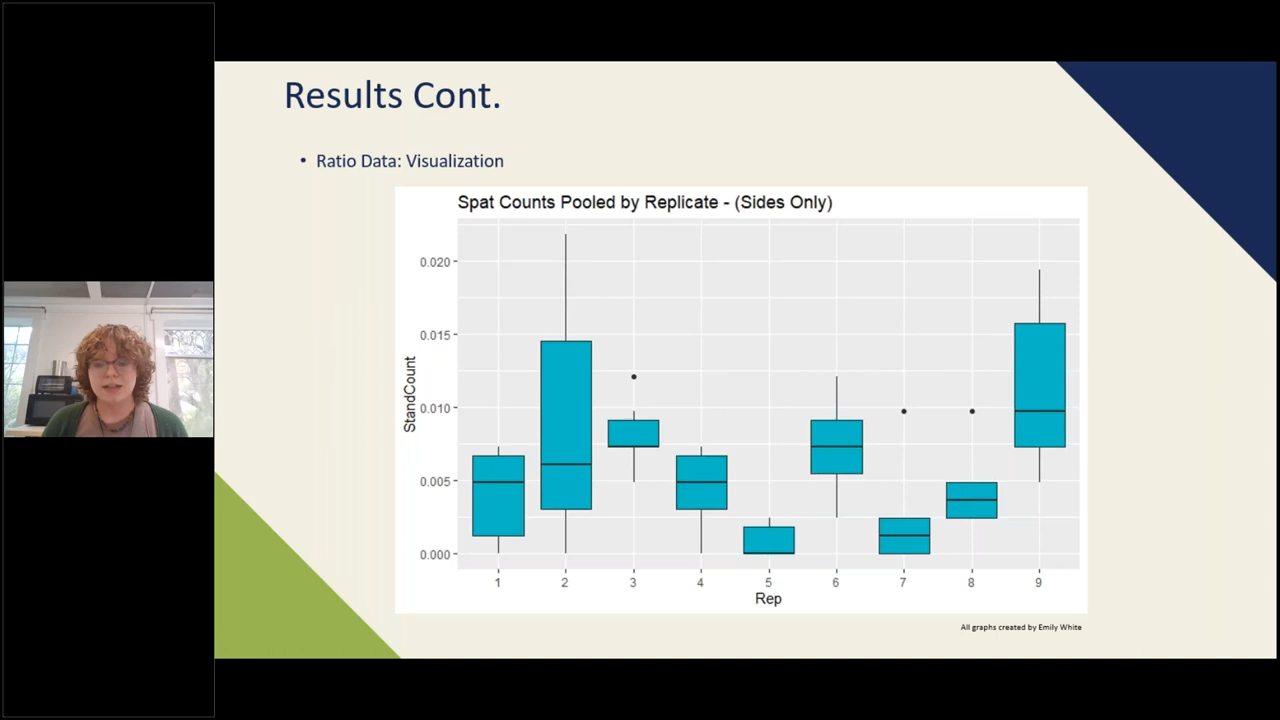 Results Cont.
• Ratio Data: Visualization
Spat Counts Pooled by Replicate - (Sides Only)
StandCount
0.020
0.015
0.010
0.005
0.000
1 2 3 4 5 6 7 8 9
Rep
All graphs created by Emily White